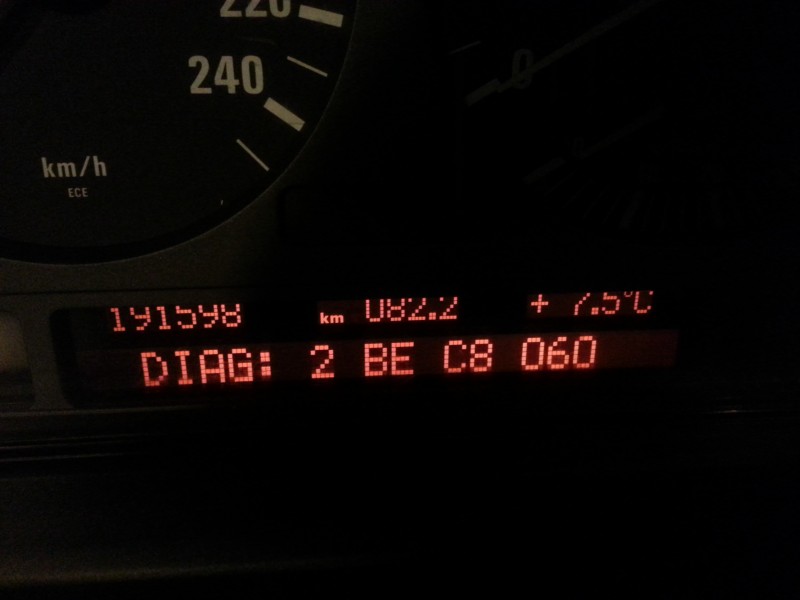 220
240
km/h
ECE
191598 km 082.2 + 7.5°C
DIAG: 2 BE C8 060